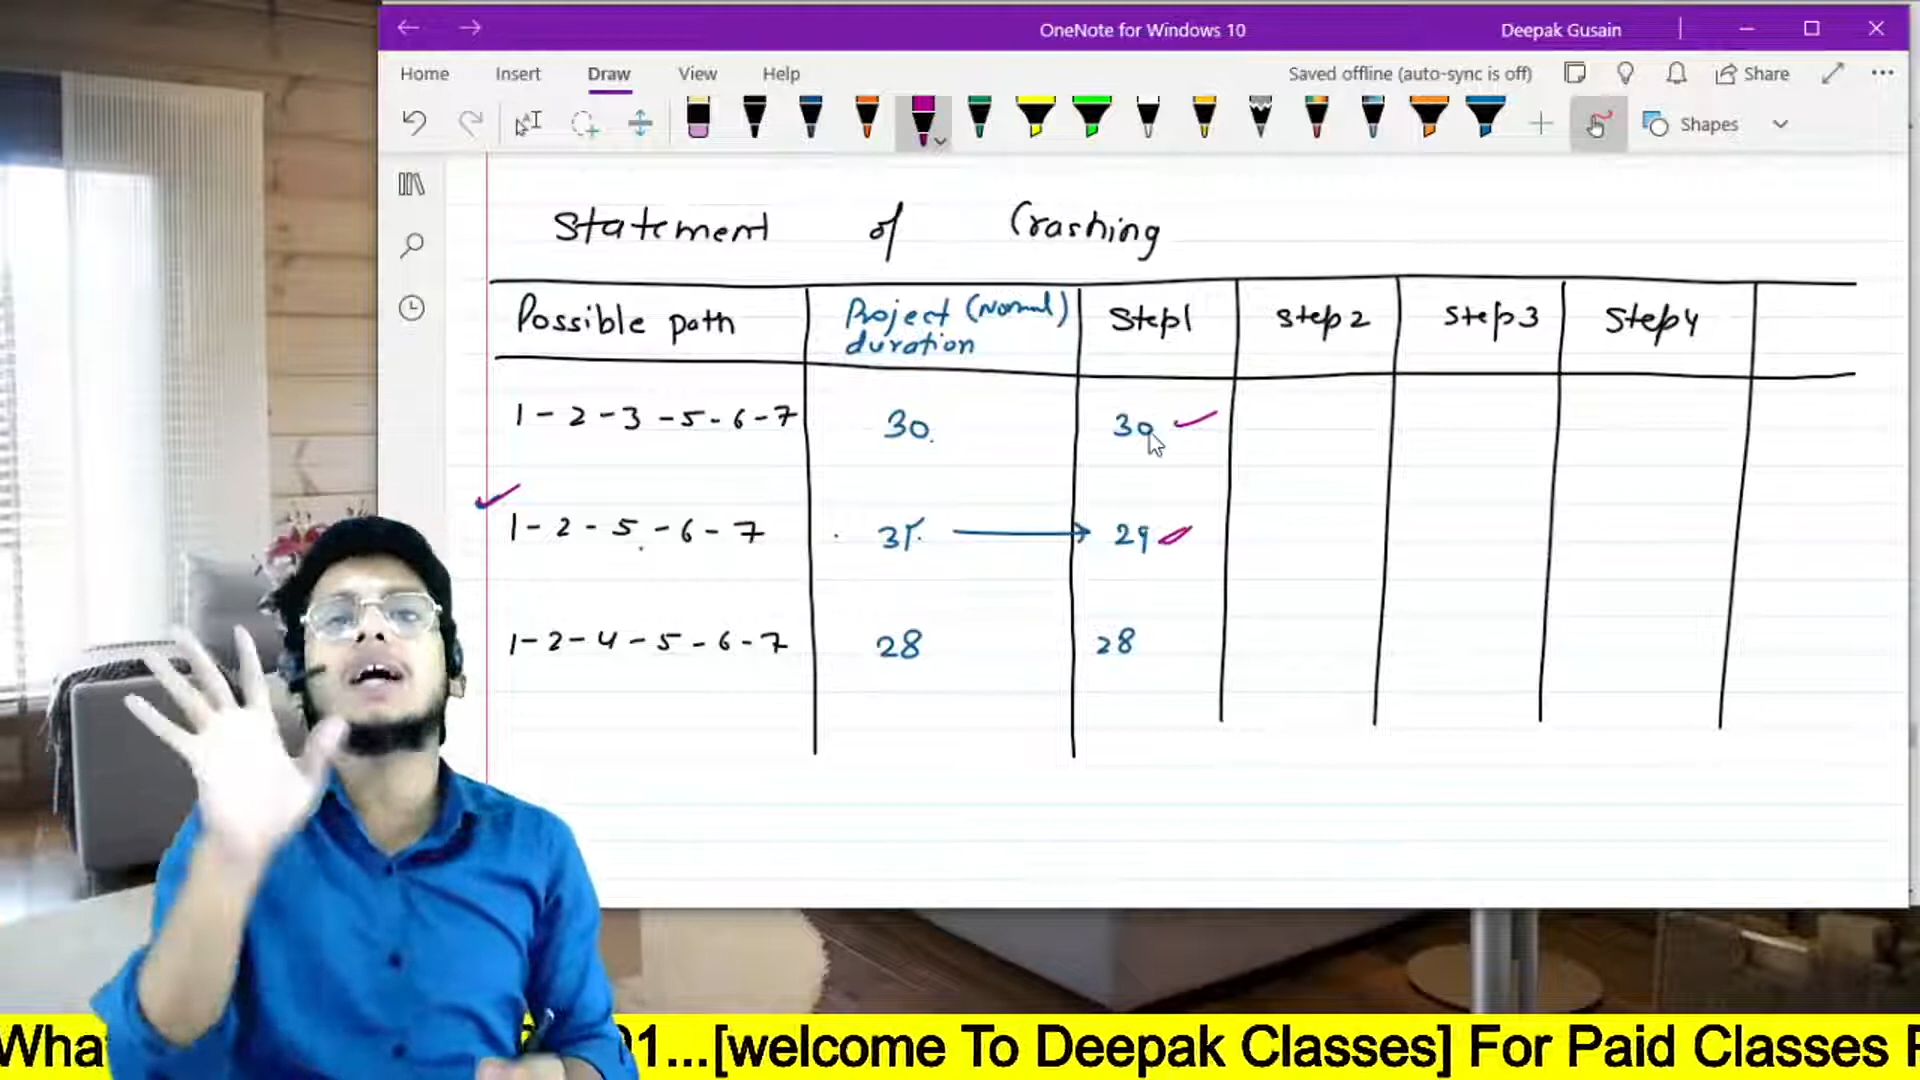 OneNote for Windows 10
Deepak Gusain
Home Insert Draw View Help
Saved offline (auto-sync is off)
Share
Shapes
Statement of Crashing
Possible path
Project (Normal) duration
Step1
Step2
Step3
Step4
1 - 2 - 3 - 5 - 6 - 7
30
30
1 - 2 - 5 - 6 - 7
31
29
1 - 2 - 4 - 5 - 6 - 7
28
28
1...[welcome To Deepak Classes] For Paid Classes